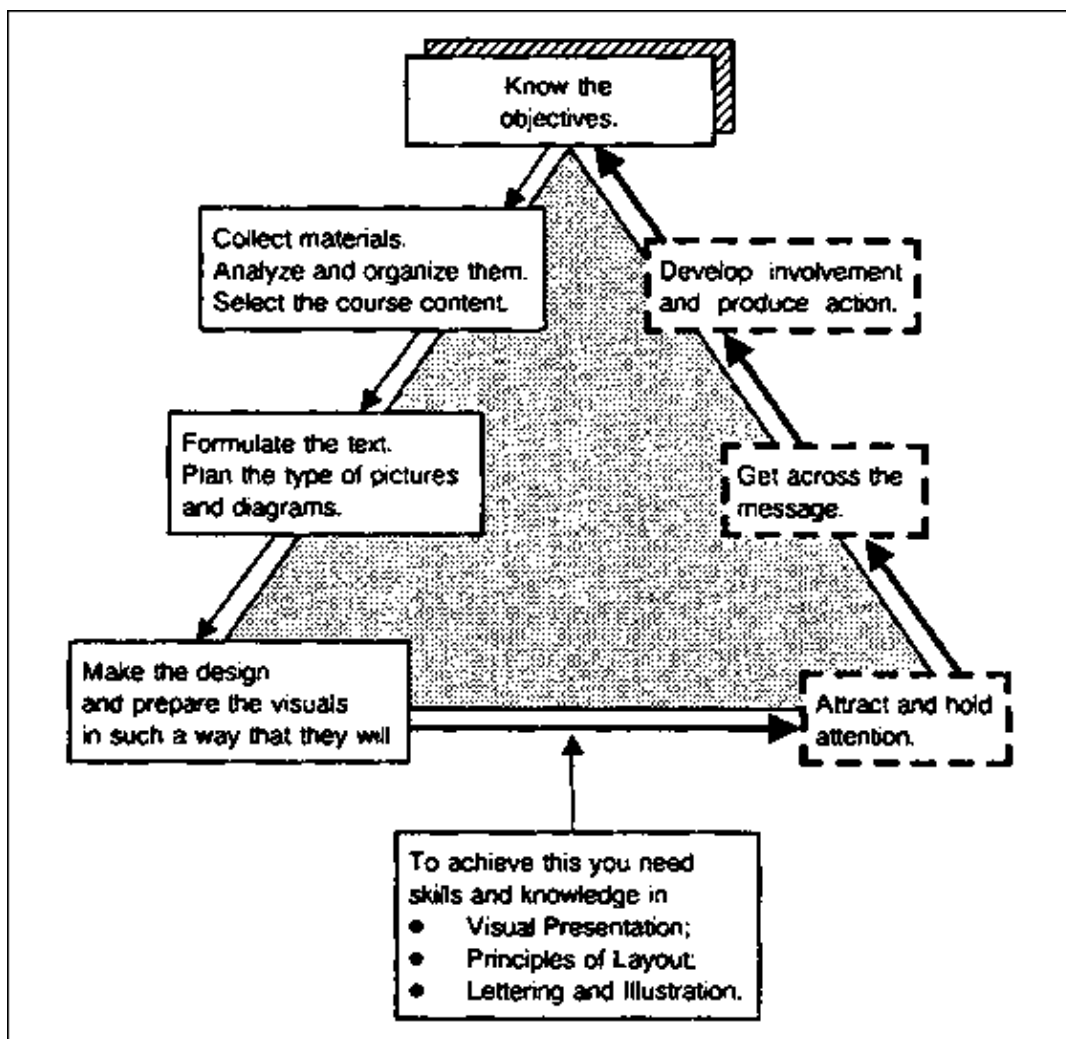 Know the
objectives.
Collect materials.
Analyze and organize them.
Select the course content.
Develop involvement
and produce action.
Formulate the text.
Plan the type of pictures
and diagrams.
Get across the
message.
Make the design
and prepare the visuals
in such a way that they will
Attract and hold
attention.
To achieve this you need
skills and knowledge in
● Visual Presentation;
● Principles of Layout;
● Lettering and Illustration.